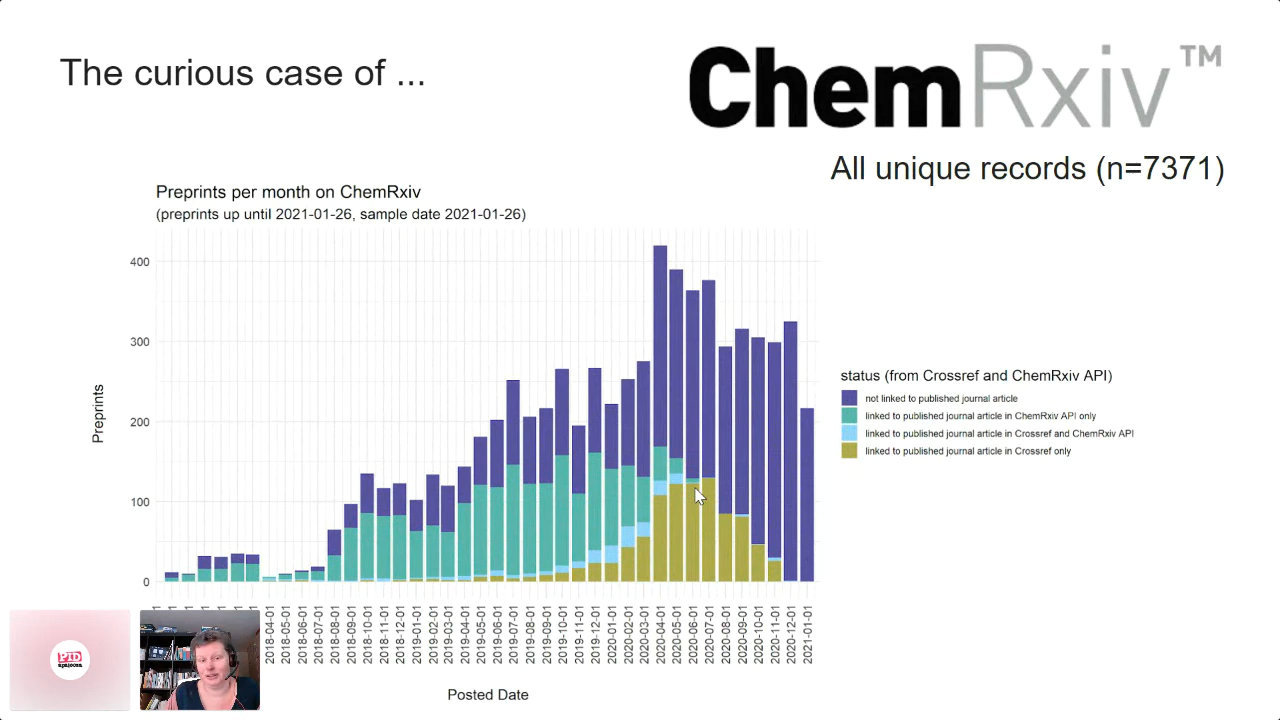 The curious case of ...
ChemRxiv™
All unique records (n=7371)
Preprints per month on ChemRxiv
(preprints up until 2021-01-26, sample date 2021-01-26)
400
300
200
100
0
Preprints
2018-04-01
2018-05-01
2018-06-01
2018-07-01
2018-08-01
2018-09-01
2018-10-01
2018-11-01
2018-12-01
2019-01-01
2019-02-01
2019-03-01
2019-04-01
2019-05-01
2019-06-01
2019-07-01
2019-08-01
2019-09-01
2019-10-01
2019-11-01
2019-12-01
2020-01-01
2020-02-01
2020-03-01
2020-04-01
2020-05-01
2020-06-01
2020-07-01
2020-08-01
2020-09-01
2020-10-01
2020-11-01
2020-12-01
2021-01-01
Posted Date
status (from Crossref and ChemRxiv API)
not linked to published journal article
linked to published journal article in ChemRxiv API only
linked to published journal article in Crossref and ChemRxiv API
linked to published journal article in Crossref only
PID
apalooza